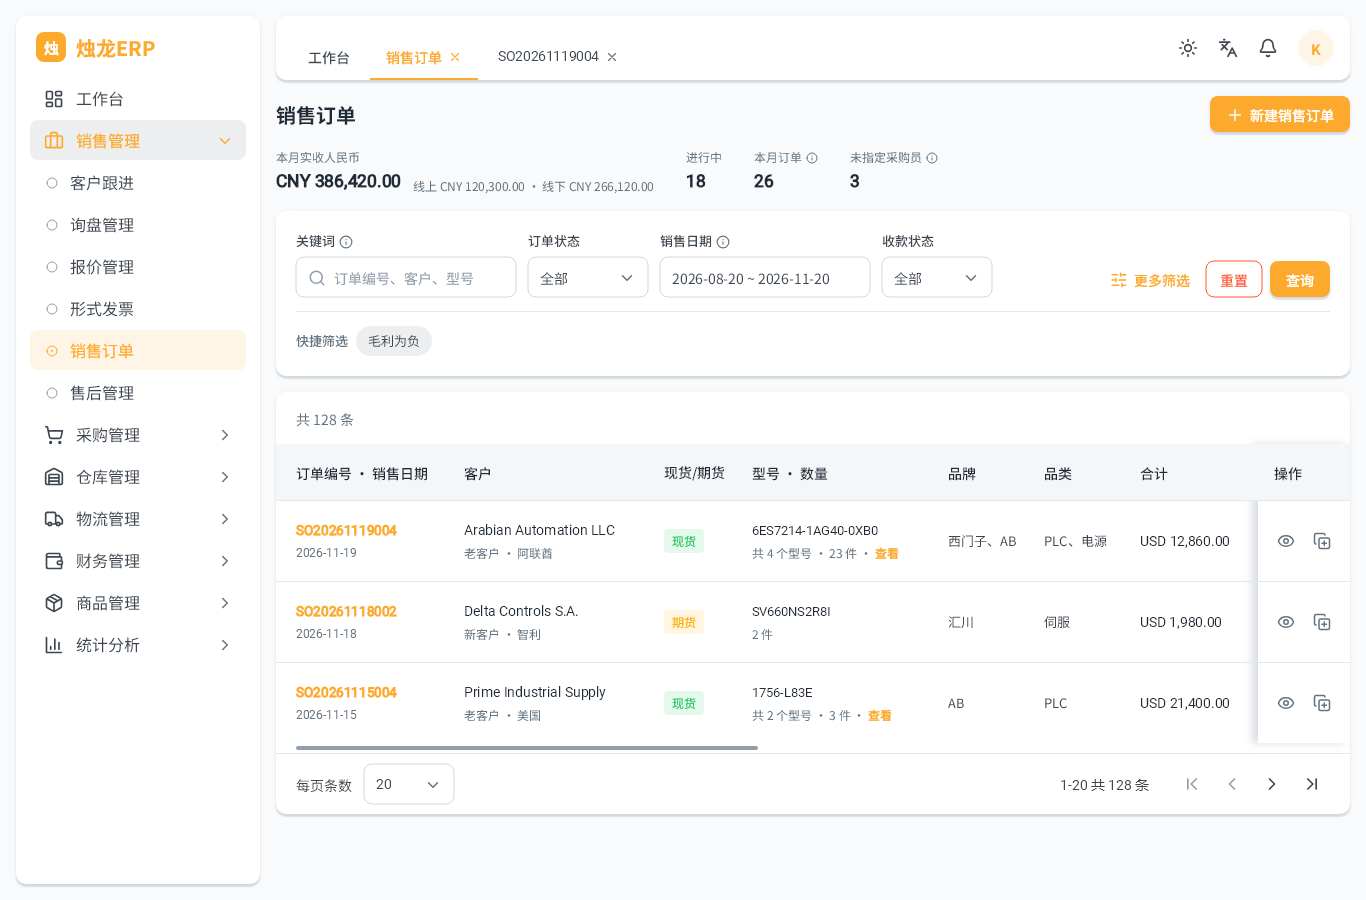 烛 烛龙ERP
工作台
销售管理
客户跟进
询盘管理
报价管理
形式发票
销售订单
售后管理
采购管理
仓库管理
物流管理
财务管理
商品管理
统计分析
工作台 销售订单 SO20261119004
K
销售订单
新建销售订单
本月实收人民币 进行中 本月订单 未指定采购员
CNY 386,420.00 线上 CNY 120,300.00 • 线下 CNY 266,120.00 18 26 3
关键词 订单状态 销售日期 收款状态
订单编号、客户、型号 全部 2026-08-20 ~ 2026-11-20 全部 更多筛选 重置 查询
快捷筛选 毛利为负
共 128 条
订单编号 • 销售日期 客户 现货/期货 型号 • 数量 品牌 品类 合计 操作
SO20261119004 Arabian Automation LLC 现货 6ES7214-1AG40-0XB0 西门子、AB PLC、电源 USD 12,860.00
2026-11-19 老客户 • 阿联酋 共 4 个型号 • 23 件 • 查看
SO20261118002 Delta Controls S.A. 期货 SV660NS2R8I 汇川 伺服 USD 1,980.00
2026-11-18 新客户 • 智利 2 件
SO20261115004 Prime Industrial Supply 现货 1756-L83E AB PLC USD 21,400.00
2026-11-15 老客户 • 美国 共 2 个型号 • 3 件 • 查看
每页条数 20 1-20 共 128 条